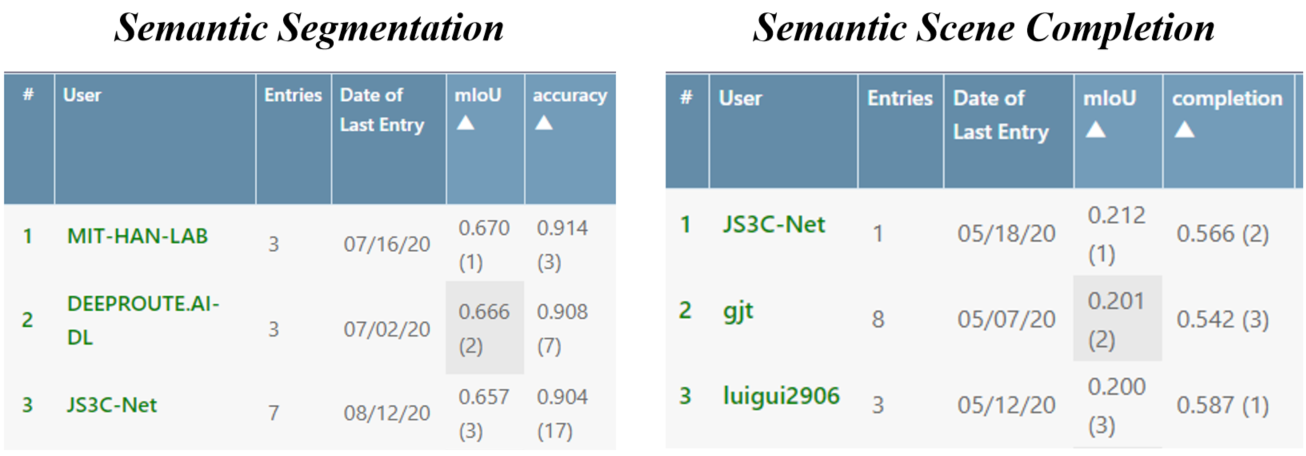 Semantic Segmentation
# User Entries Date of Last Entry mIoU ▲ accuracy ▲
1 MIT-HAN-LAB 3 07/16/20 0.670 (1) 0.914 (3)
2 DEEPROUTE.AI-DL 3 07/02/20 0.666 (2) 0.908 (7)
3 JS3C-Net 7 08/12/20 0.657 (3) 0.904 (17)
Semantic Scene Completion
# User Entries Date of Last Entry mIoU ▲ completion ▲
1 JS3C-Net 1 05/18/20 0.212 (1) 0.566 (2)
2 gjt 8 05/07/20 0.201 (2) 0.542 (3)
3 luigui2906 3 05/12/20 0.200 (3) 0.587 (1)